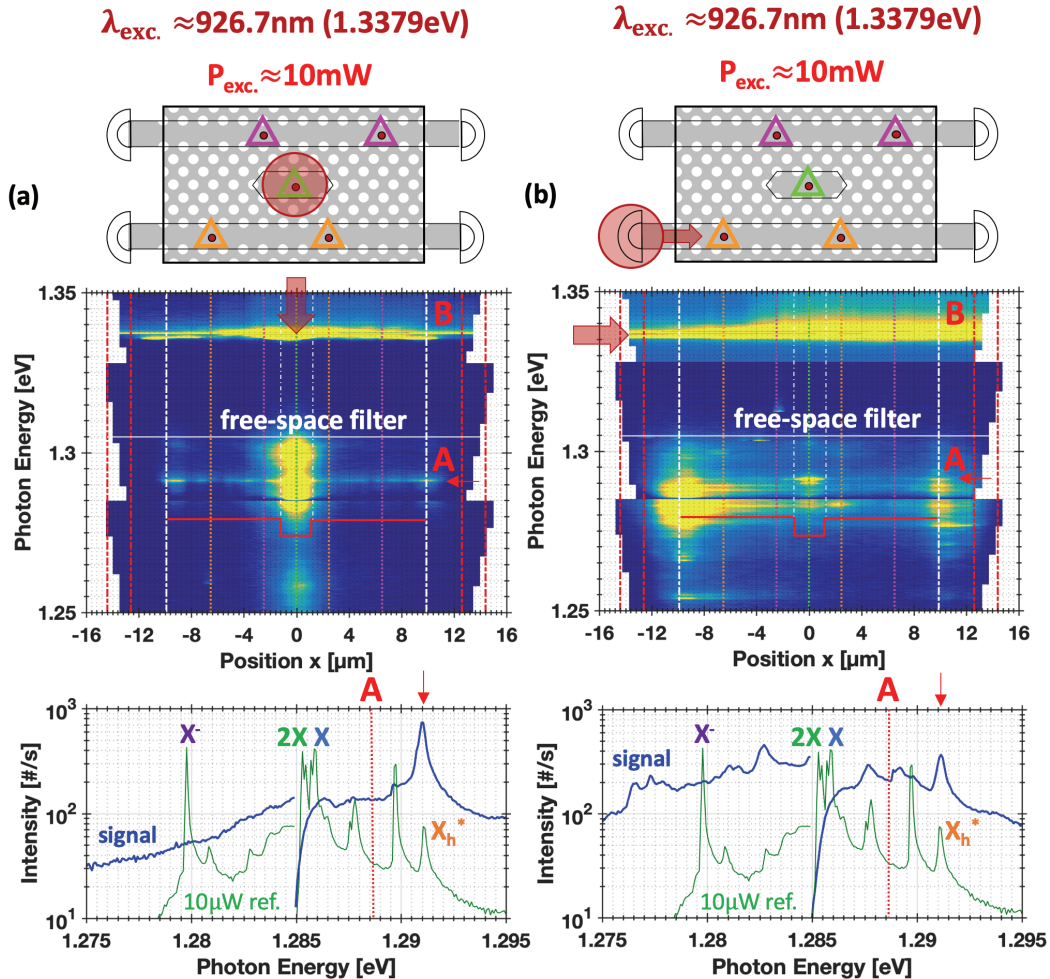 λexc. ≈926.7nm (1.3379eV)
Pexc.≈10mW
(a)
1.35
B
free-space filter
1.3
A
1.25
Photon Energy [eV]
-16 -12 -8 -4 0 4 8 12 16
Position x [µm]
A
10³
X⁻
2X X
signal
10²
Xh*
10µW ref.
10¹
Intensity [#/s]
1.275 1.28 1.285 1.29 1.295
Photon Energy [eV]
λexc. ≈926.7nm (1.3379eV)
Pexc.≈10mW
(b)
1.35
B
free-space filter
1.3
A
1.25
Photon Energy [eV]
-16 -12 -8 -4 0 4 8 12 16
Position x [µm]
A
10³
X⁻
2X X
signal
10²
Xh*
10µW ref.
10¹
Intensity [#/s]
1.275 1.28 1.285 1.29 1.295
Photon Energy [eV]